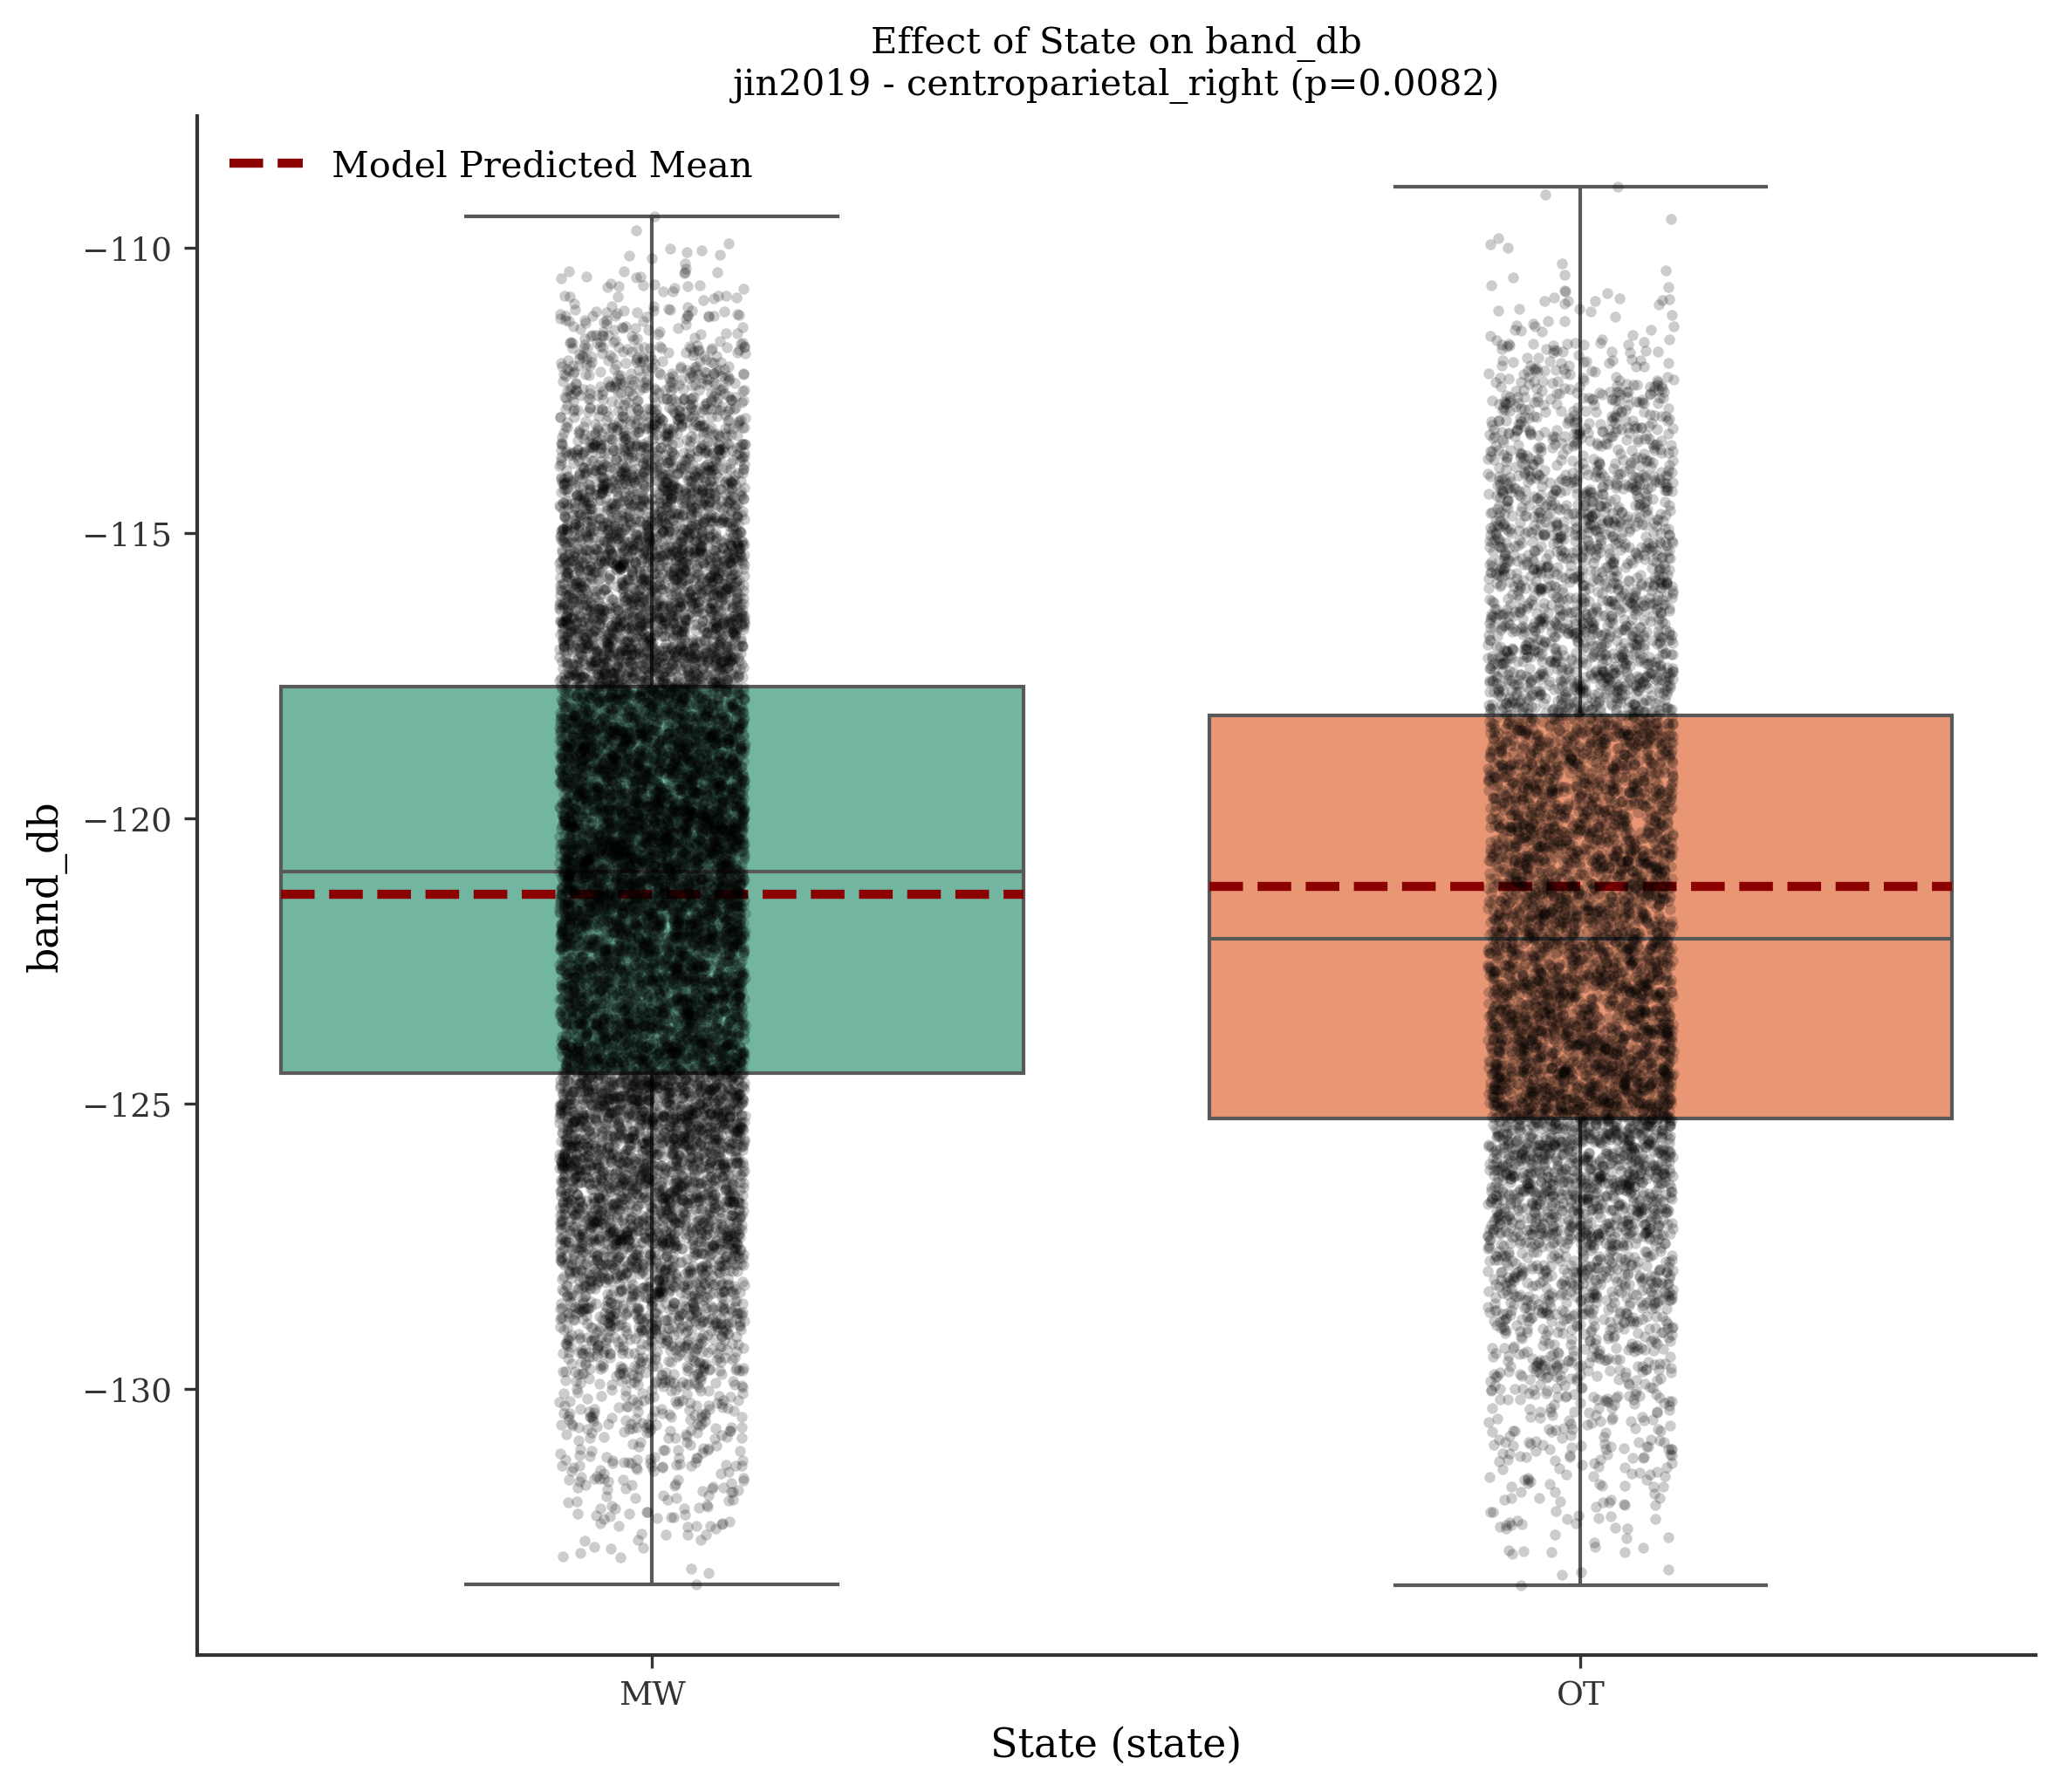 Effect of State on band_db
jin2019 - centroparietal_right (p=0.0082)
Model Predicted Mean
−110
−115
−120
−125
−130
band_db
MW
OT
State (state)